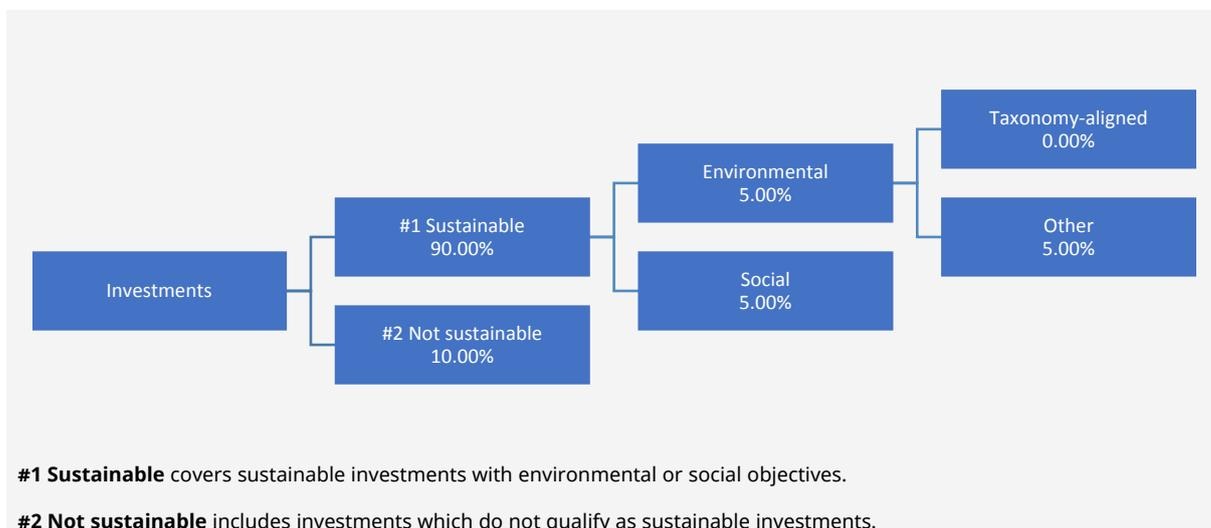 Taxonomy-aligned
0.00%
Environmental
5.00%
#1 Sustainable
90.00%
Other
5.00%
Investments
Social
5.00%
#2 Not sustainable
10.00%
#1 Sustainable covers sustainable investments with environmental or social objectives.
#2 Not sustainable includes investments which do not qualify as sustainable investments.